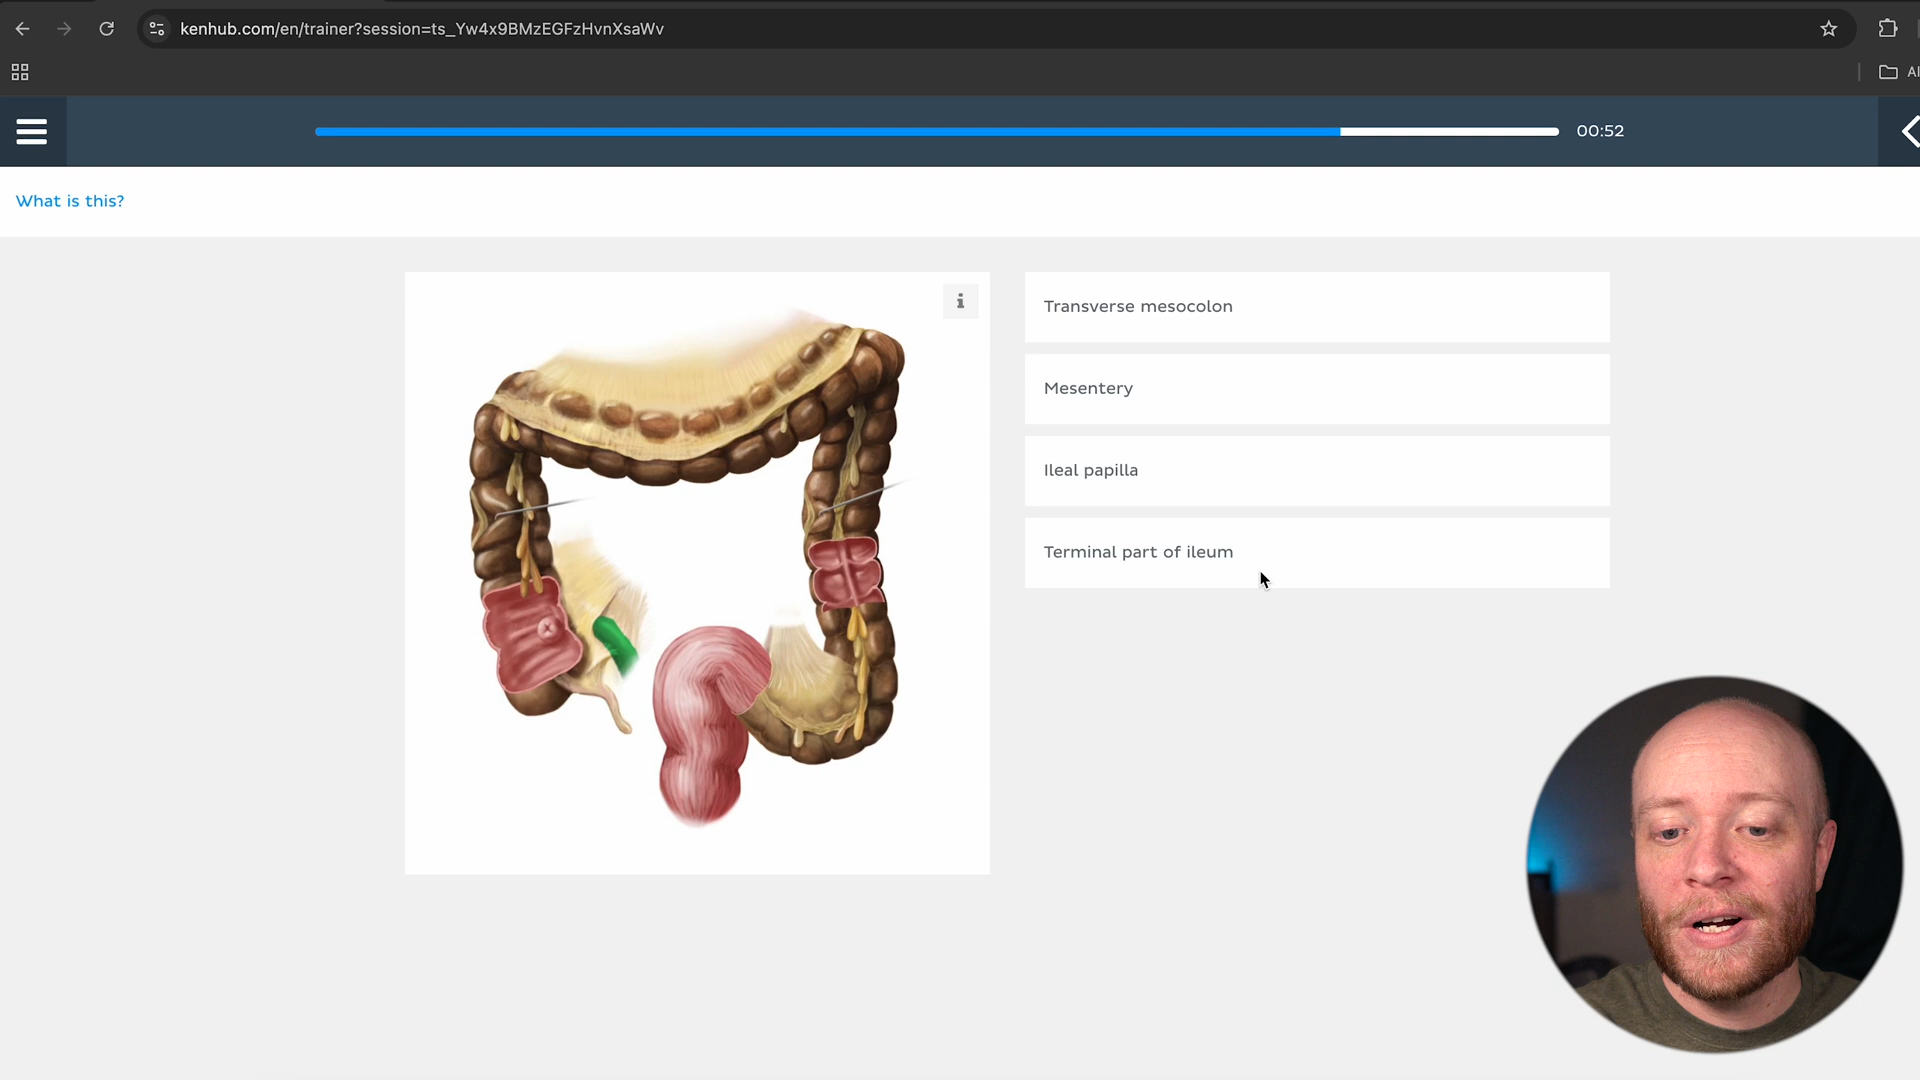 kenhub.com/en/trainer?session=ts_Yw4x9BMzEGFzHvnXsaWv
Al
00:52
What is this?
i
Transverse mesocolon
Mesentery
Ileal papilla
Terminal part of ileum